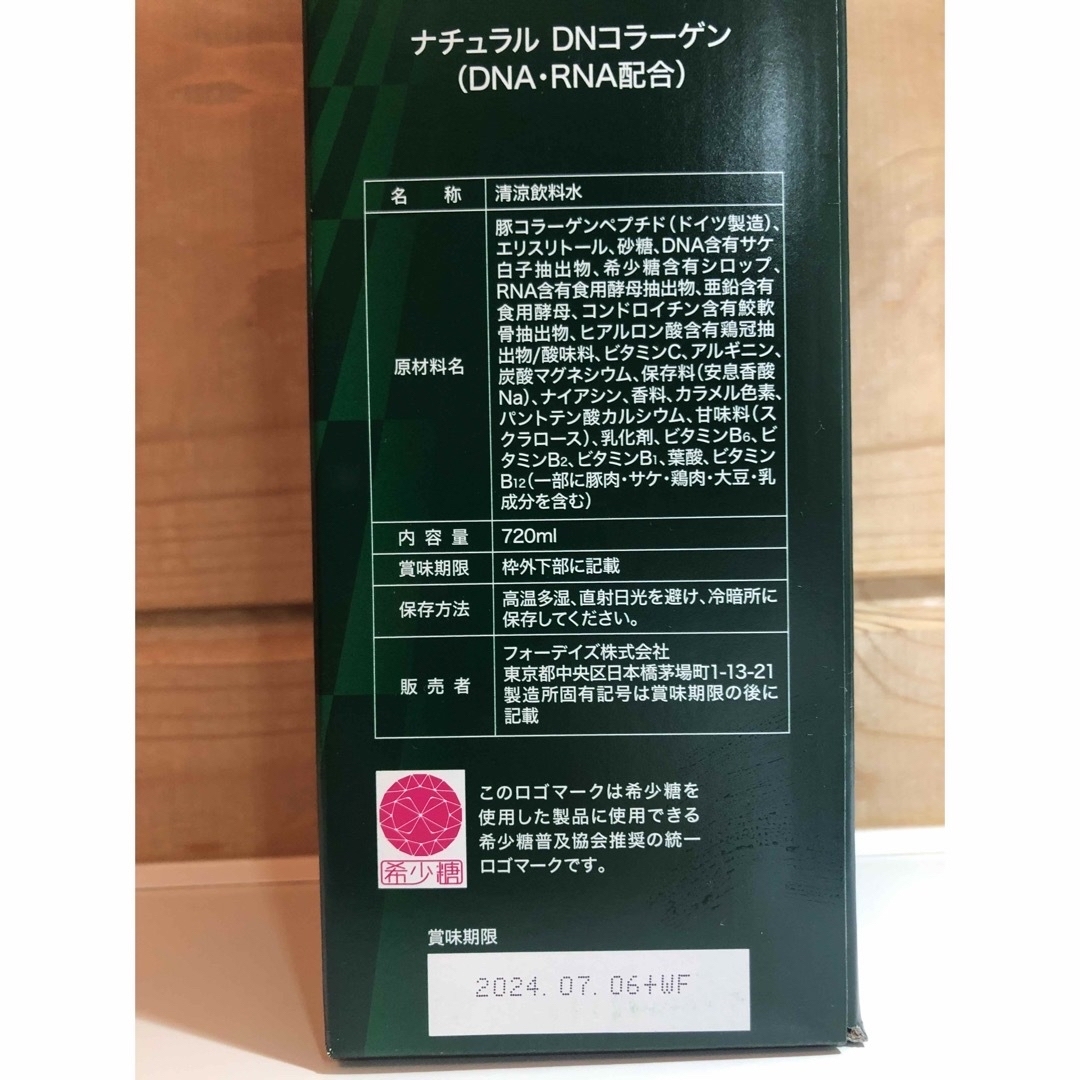 ナチュラル DNコラーゲン
(DNA・RNA配合)
名 称
清涼飲料水
原材料名
豚コラーゲンペプチド(ドイツ製造)、
エリスリトール、砂糖、DNA含有サケ
白子抽出物、希少糖含有シロップ、
RNA含有食用酵母抽出物、亜鉛含有
食用酵母、コンドロイチン含有鮫軟
骨抽出物、ヒアルロン酸含有鶏冠抽
出物/酸味料、ビタミンC、アルギニン、
炭酸マグネシウム、保存料(安息香酸
Na)、ナイアシン、香料、カラメル色素、
パントテン酸カルシウム、甘味料(ス
クラロース)、乳化剤、ビタミンB6、ビ
タミンB2、ビタミンB1、葉酸、ビタミン
B12(一部に豚肉・サケ・鶏肉・大豆・乳
成分を含む)
内 容 量
720ml
賞味期限
枠外下部に記載
保存方法
高温多湿、直射日光を避け、冷暗所に
保存してください。
販 売 者
フォーデイズ株式会社
東京都中央区日本橋茅場町1-13-21
製造所固有記号は賞味期限の後に
記載
希少糖
このロゴマークは希少糖を
使用した製品に使用できる
希少糖普及協会推奨の統一
ロゴマークです。
賞味期限
2024.07.06+WF